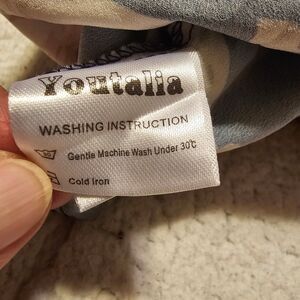 Youtalia
WASHING INSTRUCTION
Gentle Machine Wash Under 30℃
Cold Iron